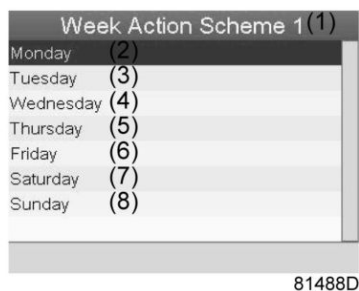 Week Action Scheme 1(1)
Monday (2)
Tuesday (3)
Wednesday (4)
Thursday (5)
Friday (6)
Saturday (7)
Sunday (8)
81488D